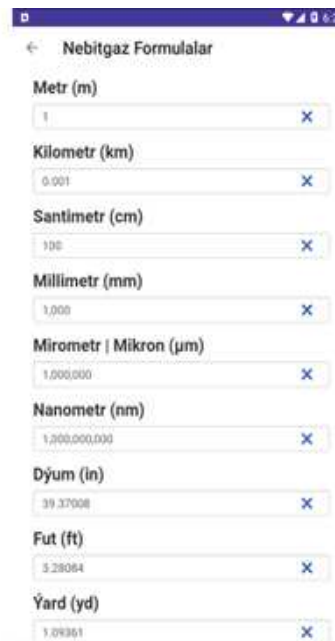 Nebitgaz Formulalar
Metr (m)
1
Kilometr (km)
0.001
Santimetr (cm)
100
Millimetr (mm)
1,000
Mirometr | Mikron (μm)
1,000,000
Nanometr (nm)
1,000,000,000
Dýum (in)
39.37008
Fut (ft)
3.28084
Ýard (yd)
1.09361